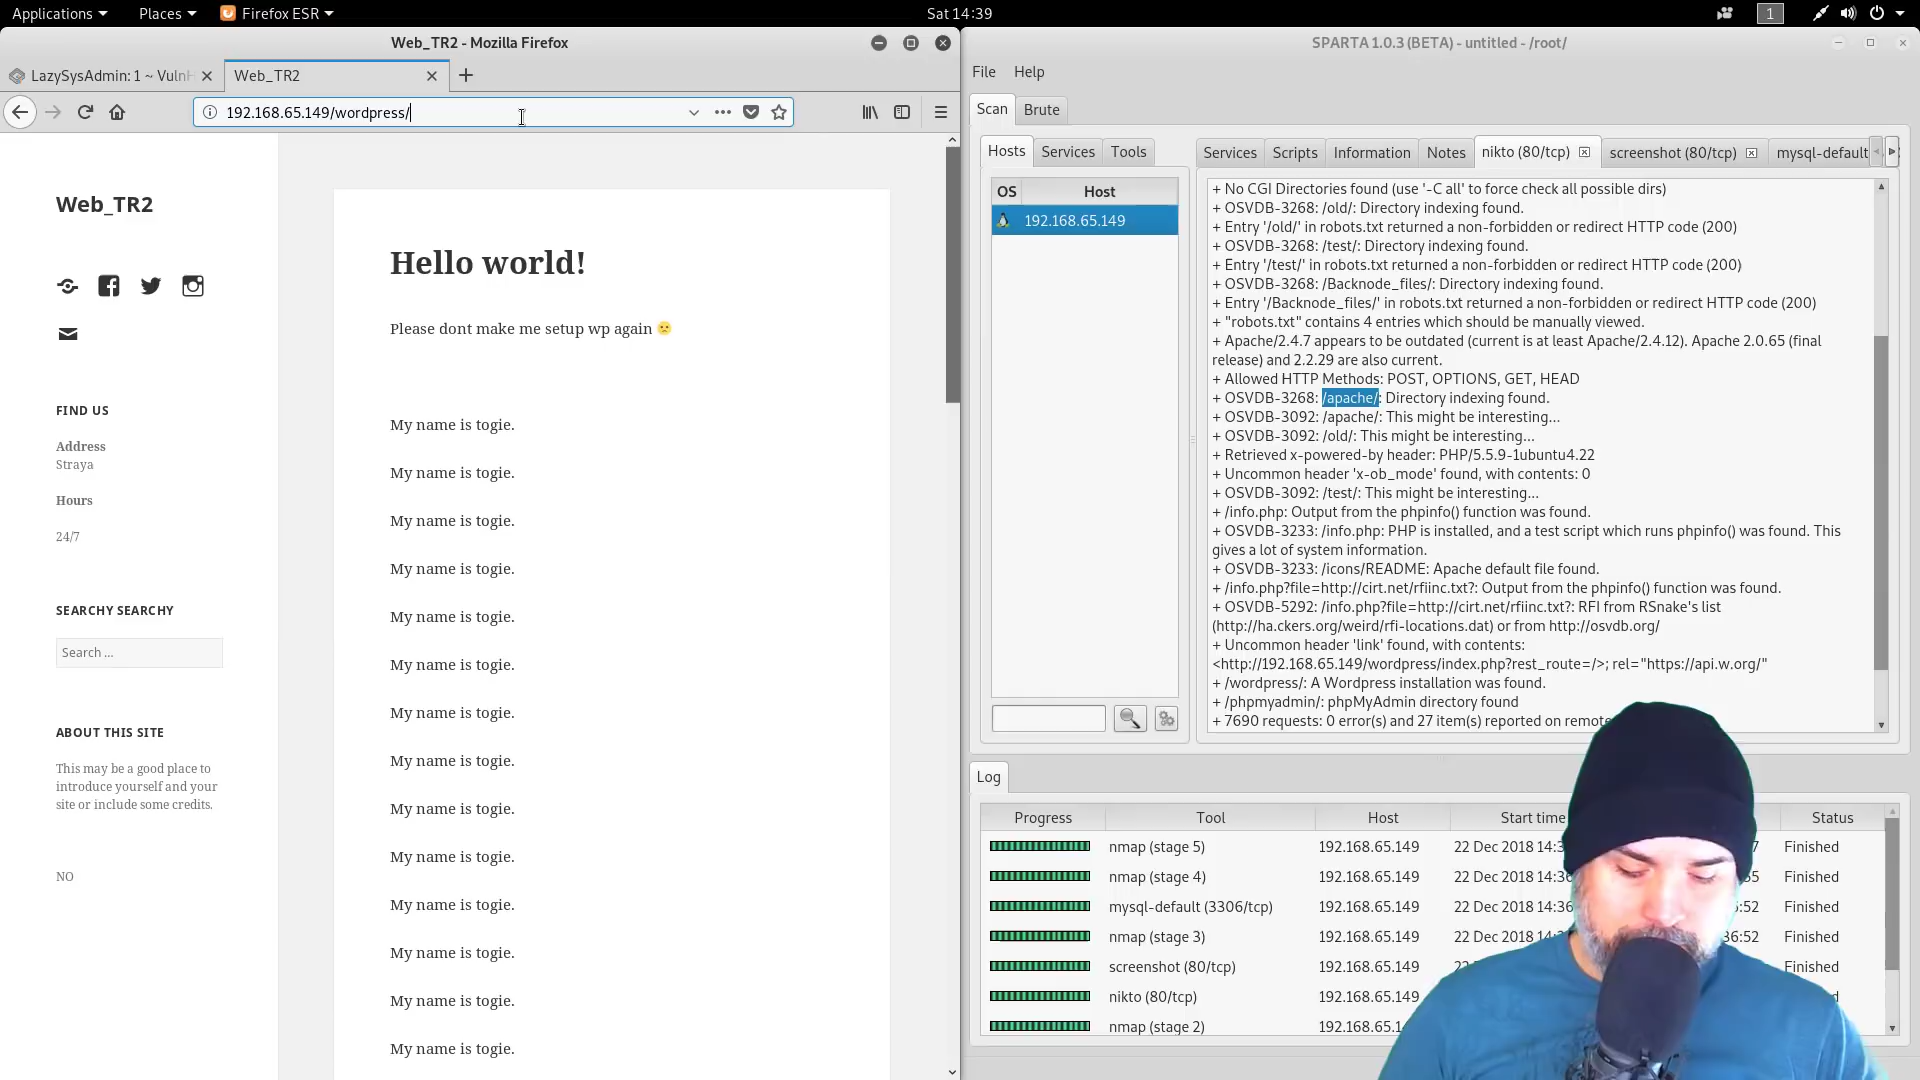 Applications
Places
Firefox ESR
Sat 14:39
1
Web_TR2 - Mozilla Firefox
LazySysAdmin: 1 ~ VulnH
Web_TR2
192.168.65.149/wordpress/
Web_TR2
FIND US
Address
Straya
Hours
24/7
SEARCHY SEARCHY
Search ...
ABOUT THIS SITE
This may be a good place to
introduce yourself and your
site or include some credits.
NO
Hello world!
Please dont make me setup wp again
My name is togie.
My name is togie.
My name is togie.
My name is togie.
My name is togie.
My name is togie.
My name is togie.
My name is togie.
My name is togie.
My name is togie.
My name is togie.
My name is togie.
My name is togie.
My name is togie.
SPARTA 1.0.3 (BETA) - untitled - /root/
File Help
Scan Brute
Hosts Services Tools
OS Host
192.168.65.149
Services Scripts Information Notes nikto (80/tcp) screenshot (80/tcp) mysql-default
+ No CGI Directories found (use '-C all' to force check all possible dirs)
+ OSVDB-3268: /old/: Directory indexing found.
+ Entry '/old/' in robots.txt returned a non-forbidden or redirect HTTP code (200)
+ OSVDB-3268: /test/: Directory indexing found.
+ Entry '/test/' in robots.txt returned a non-forbidden or redirect HTTP code (200)
+ OSVDB-3268: /Backnode_files/: Directory indexing found.
+ Entry '/Backnode_files/' in robots.txt returned a non-forbidden or redirect HTTP code (200)
+ "robots.txt" contains 4 entries which should be manually viewed.
+ Apache/2.4.7 appears to be outdated (current is at least Apache/2.4.12). Apache 2.0.65 (final
release) and 2.2.29 are also current.
+ Allowed HTTP Methods: POST, OPTIONS, GET, HEAD
+ OSVDB-3268: /apache/: Directory indexing found.
+ OSVDB-3092: /apache/: This might be interesting...
+ OSVDB-3092: /old/: This might be interesting...
+ Retrieved x-powered-by header: PHP/5.5.9-1ubuntu4.22
+ Uncommon header 'x-ob_mode' found, with contents: 0
+ OSVDB-3092: /test/: This might be interesting...
+ /info.php: Output from the phpinfo() function was found.
+ OSVDB-3233: /info.php: PHP is installed, and a test script which runs phpinfo() was found. This
gives a lot of system information.
+ OSVDB-3233: /icons/README: Apache default file found.
+ /info.php?file=http://cirt.net/rfiinc.txt?: Output from the phpinfo() function was found.
+ OSVDB-5292: /info.php?file=http://cirt.net/rfiinc.txt?: RFI from RSnake's list
(http://ha.ckers.org/weird/rfi-locations.dat) or from http://osvdb.org/
+ Uncommon header 'link' found, with contents:
<http://192.168.65.149/wordpress/index.php?rest_route=/>; rel="https://api.w.org/"
+ /wordpress/: A Wordpress installation was found.
+ /phpmyadmin/: phpMyAdmin directory found
+ 7690 requests: 0 error(s) and 27 item(s) reported on remote
Log
Progress Tool Host Start time Status
nmap (stage 5) 192.168.65.149 22 Dec 2018 14:3 7 Finished
nmap (stage 4) 192.168.65.149 22 Dec 2018 14:36 55 Finished
mysql-default (3306/tcp) 192.168.65.149 22 Dec 2018 14:36 :52 Finished
nmap (stage 3) 192.168.65.149 22 Dec 2018 14:3 36:52 Finished
screenshot (80/tcp) 192.168.65.149 Finished
nikto (80/tcp) 192.168.65.149
nmap (stage 2) 192.168.65.14